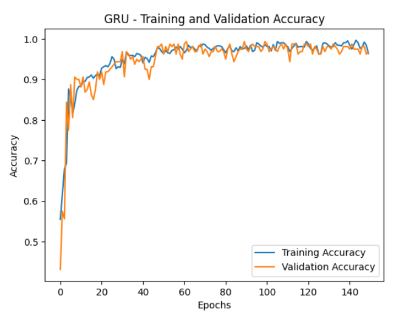 GRU - Training and Validation Accuracy
1.0
0.9
0.8
0.7
0.6
0.5
Accuracy
Training Accuracy
Validation Accuracy
0 20 40 60 80 100 120 140
Epochs